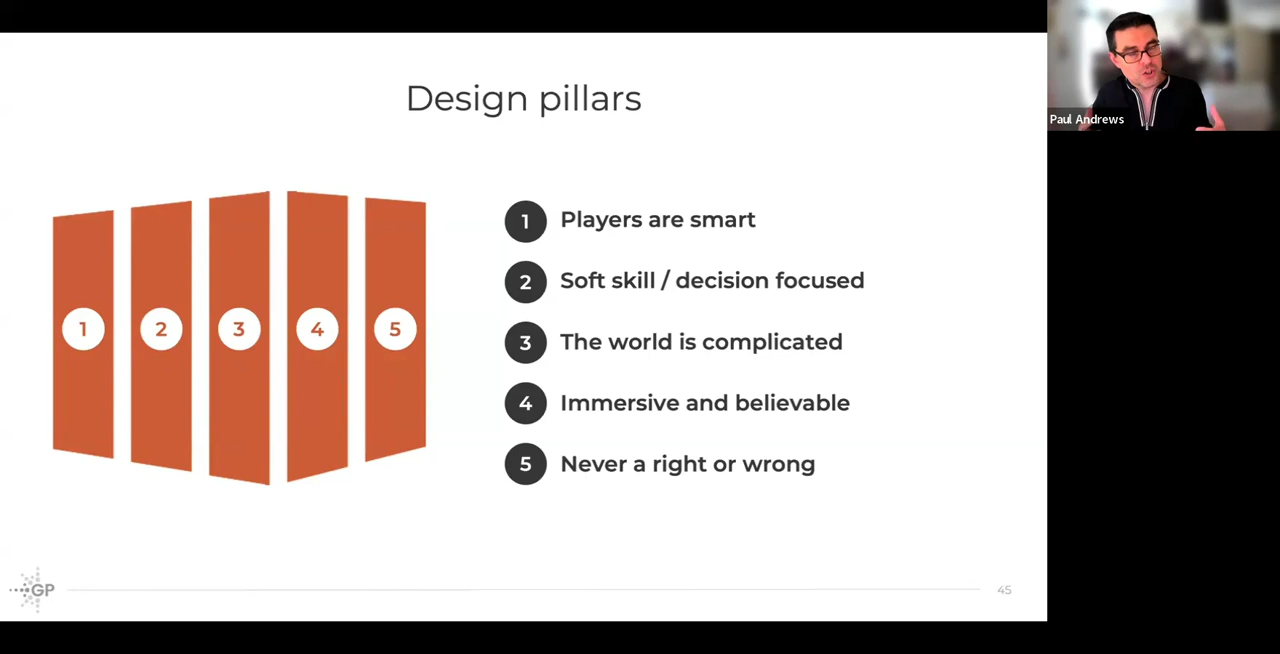 Design pillars
1
2
3
4
5
1 Players are smart
2 Soft skill / decision focused
3 The world is complicated
4 Immersive and believable
5 Never a right or wrong
GP
45
Paul Andrews